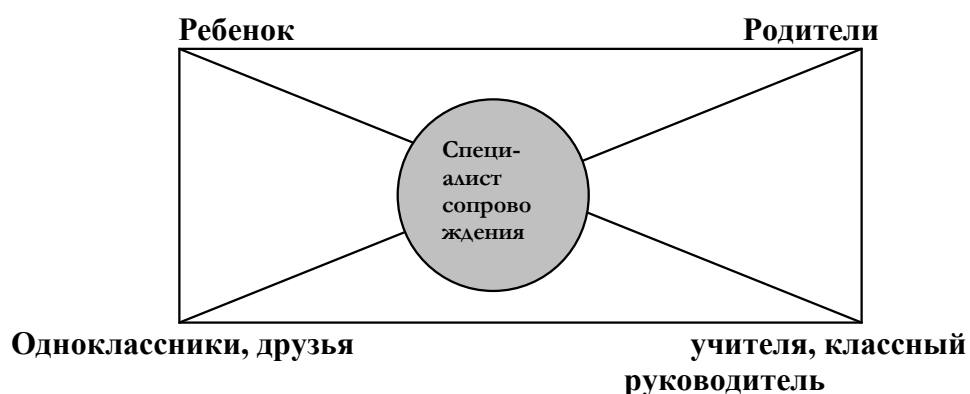 Ребенок
Родители
Специ-
алист
сопрово
ждения
Одноклассники, друзья
учителя, классный
руководитель